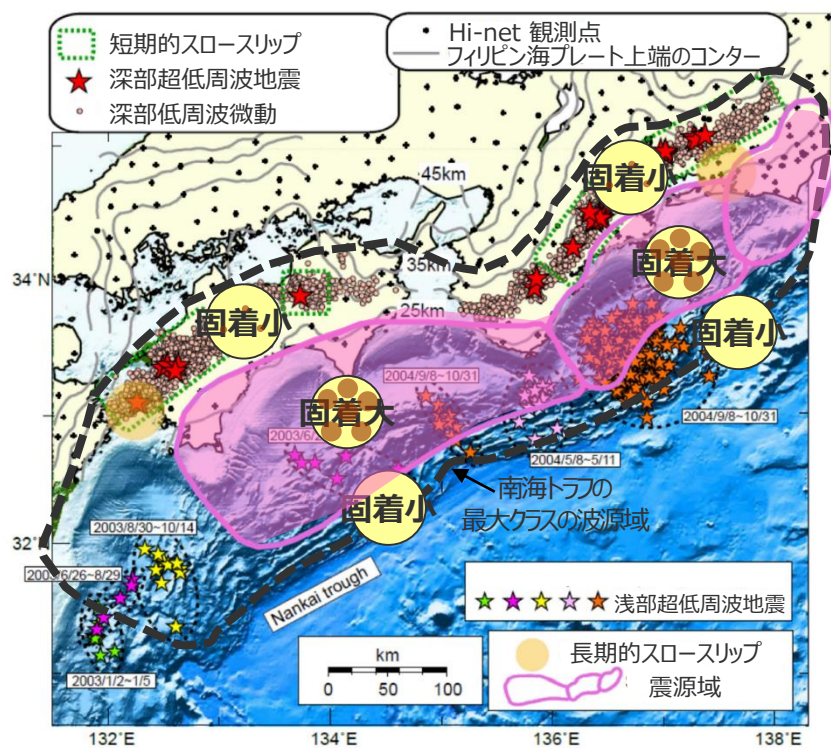 短期的スロースリップ
深部超低周波地震
深部低周波微動
Hi-net 観測点
フィリピン海プレート上端のコンター
45km
35km
25km
固着小
固着大
固着小
固着小
固着大
固着小
34°N
32°N
2004/9/8~10/31
2004/9/8~10/31
2004/5/8~5/11
南海トラフの
最大クラスの波源域
2003/8/30~10/14
2003/6/26~8/29
2003/1/2~1/5
Nankai trough
浅部超低周波地震
km
0 50 100
長期的スロースリップ
震源域
132°E
134°E
136°E
138°E